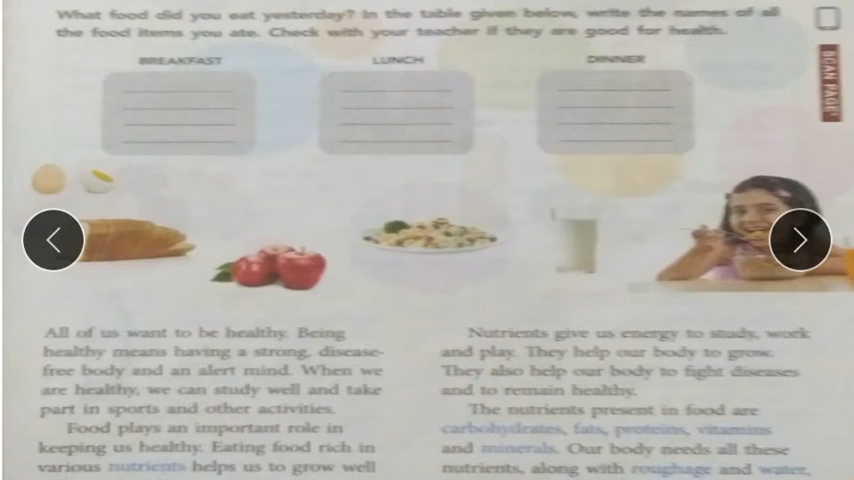 What food did you eat yesterday? In the table given below, write the names of all
the food items you ate. Check with your teacher if they are good for health.
BREAKFAST
LUNCH
DINNER
SCAN PAGE
All of us want to be healthy. Being
healthy means having a strong, disease-
free body and an alert mind. When we
are healthy, we can study well and take
part in sports and other activities.
Food plays an important role in
keeping us healthy. Eating food rich in
various nutrients helps us to grow well
Nutrients give us energy to study, work
and play. They help our body to grow.
They also help our body to fight diseases
and to remain healthy.
The nutrients present in food are
carbohydrates, fats, proteins, vitamins
and minerals. Our body needs all these
nutrients, along with roughage and water,